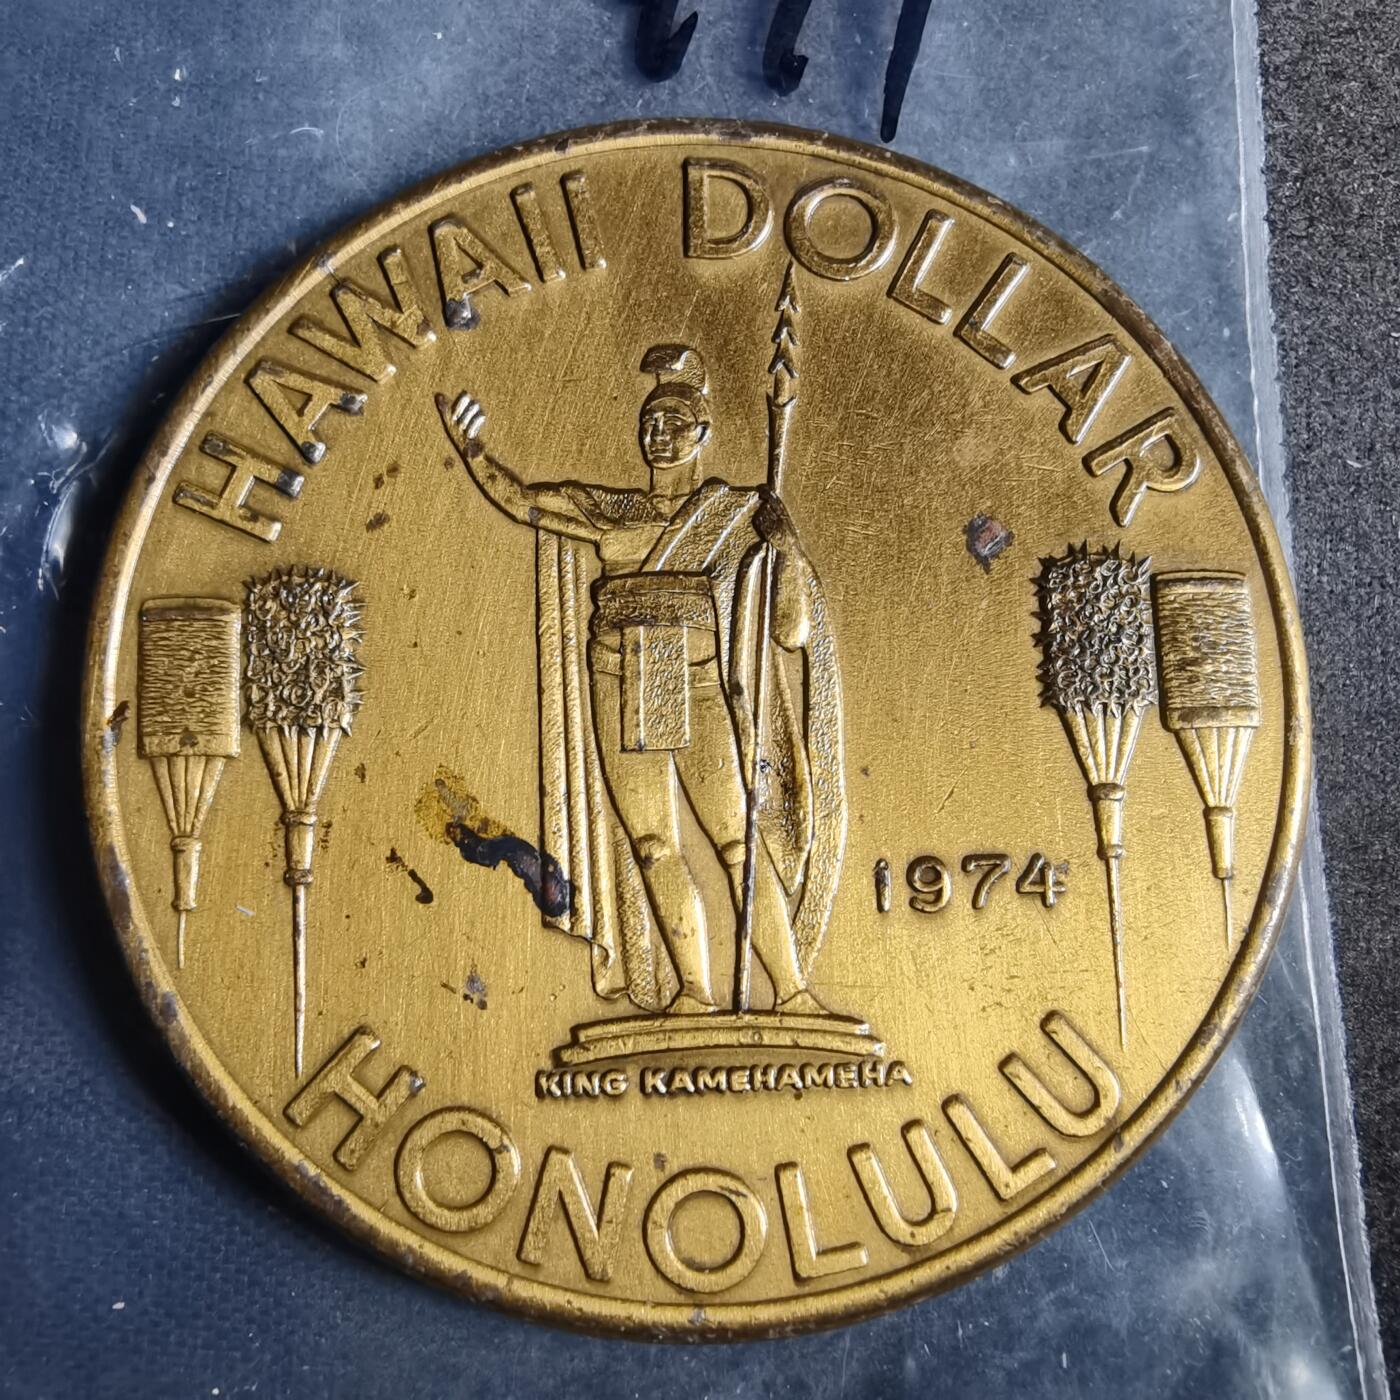 HAWAII DOLLAR
1974
KING KAMEHAMEHA
HONOLULU